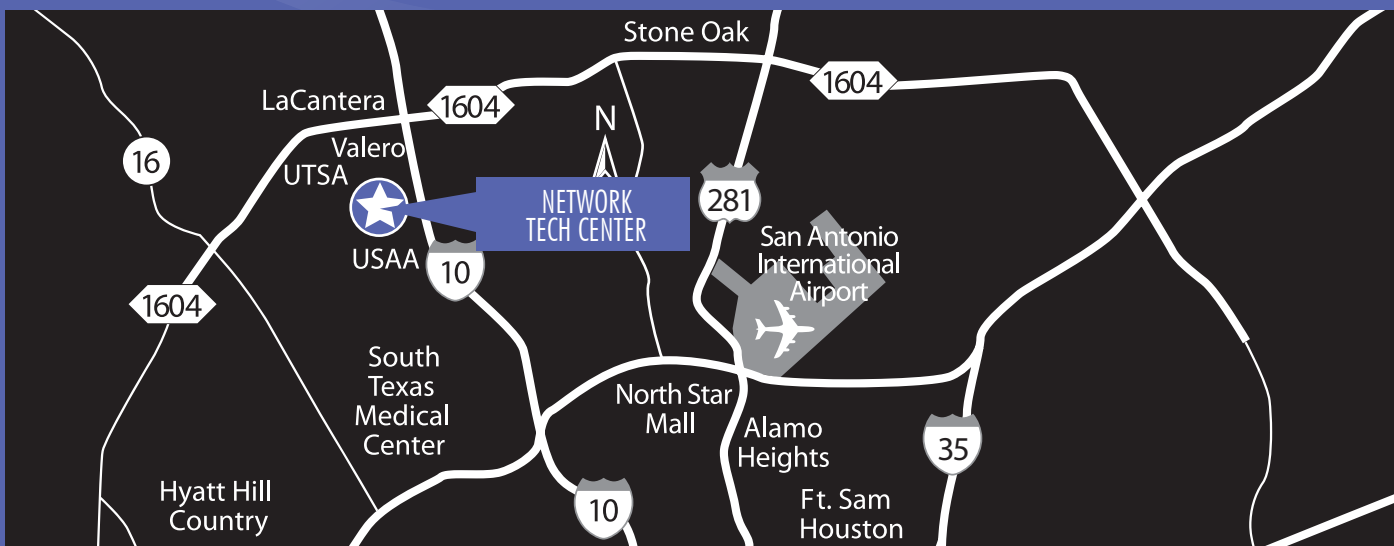 Stone Oak
1604
LaCantera
1604
N
16
Valero
UTSA
NETWORK
TECH CENTER
281
San Antonio
International
Airport
USAA
10
1604
South
Texas
Medical
Center
North Star
Mall
Alamo
Heights
35
Hyatt Hill
Country
10
Ft. Sam
Houston